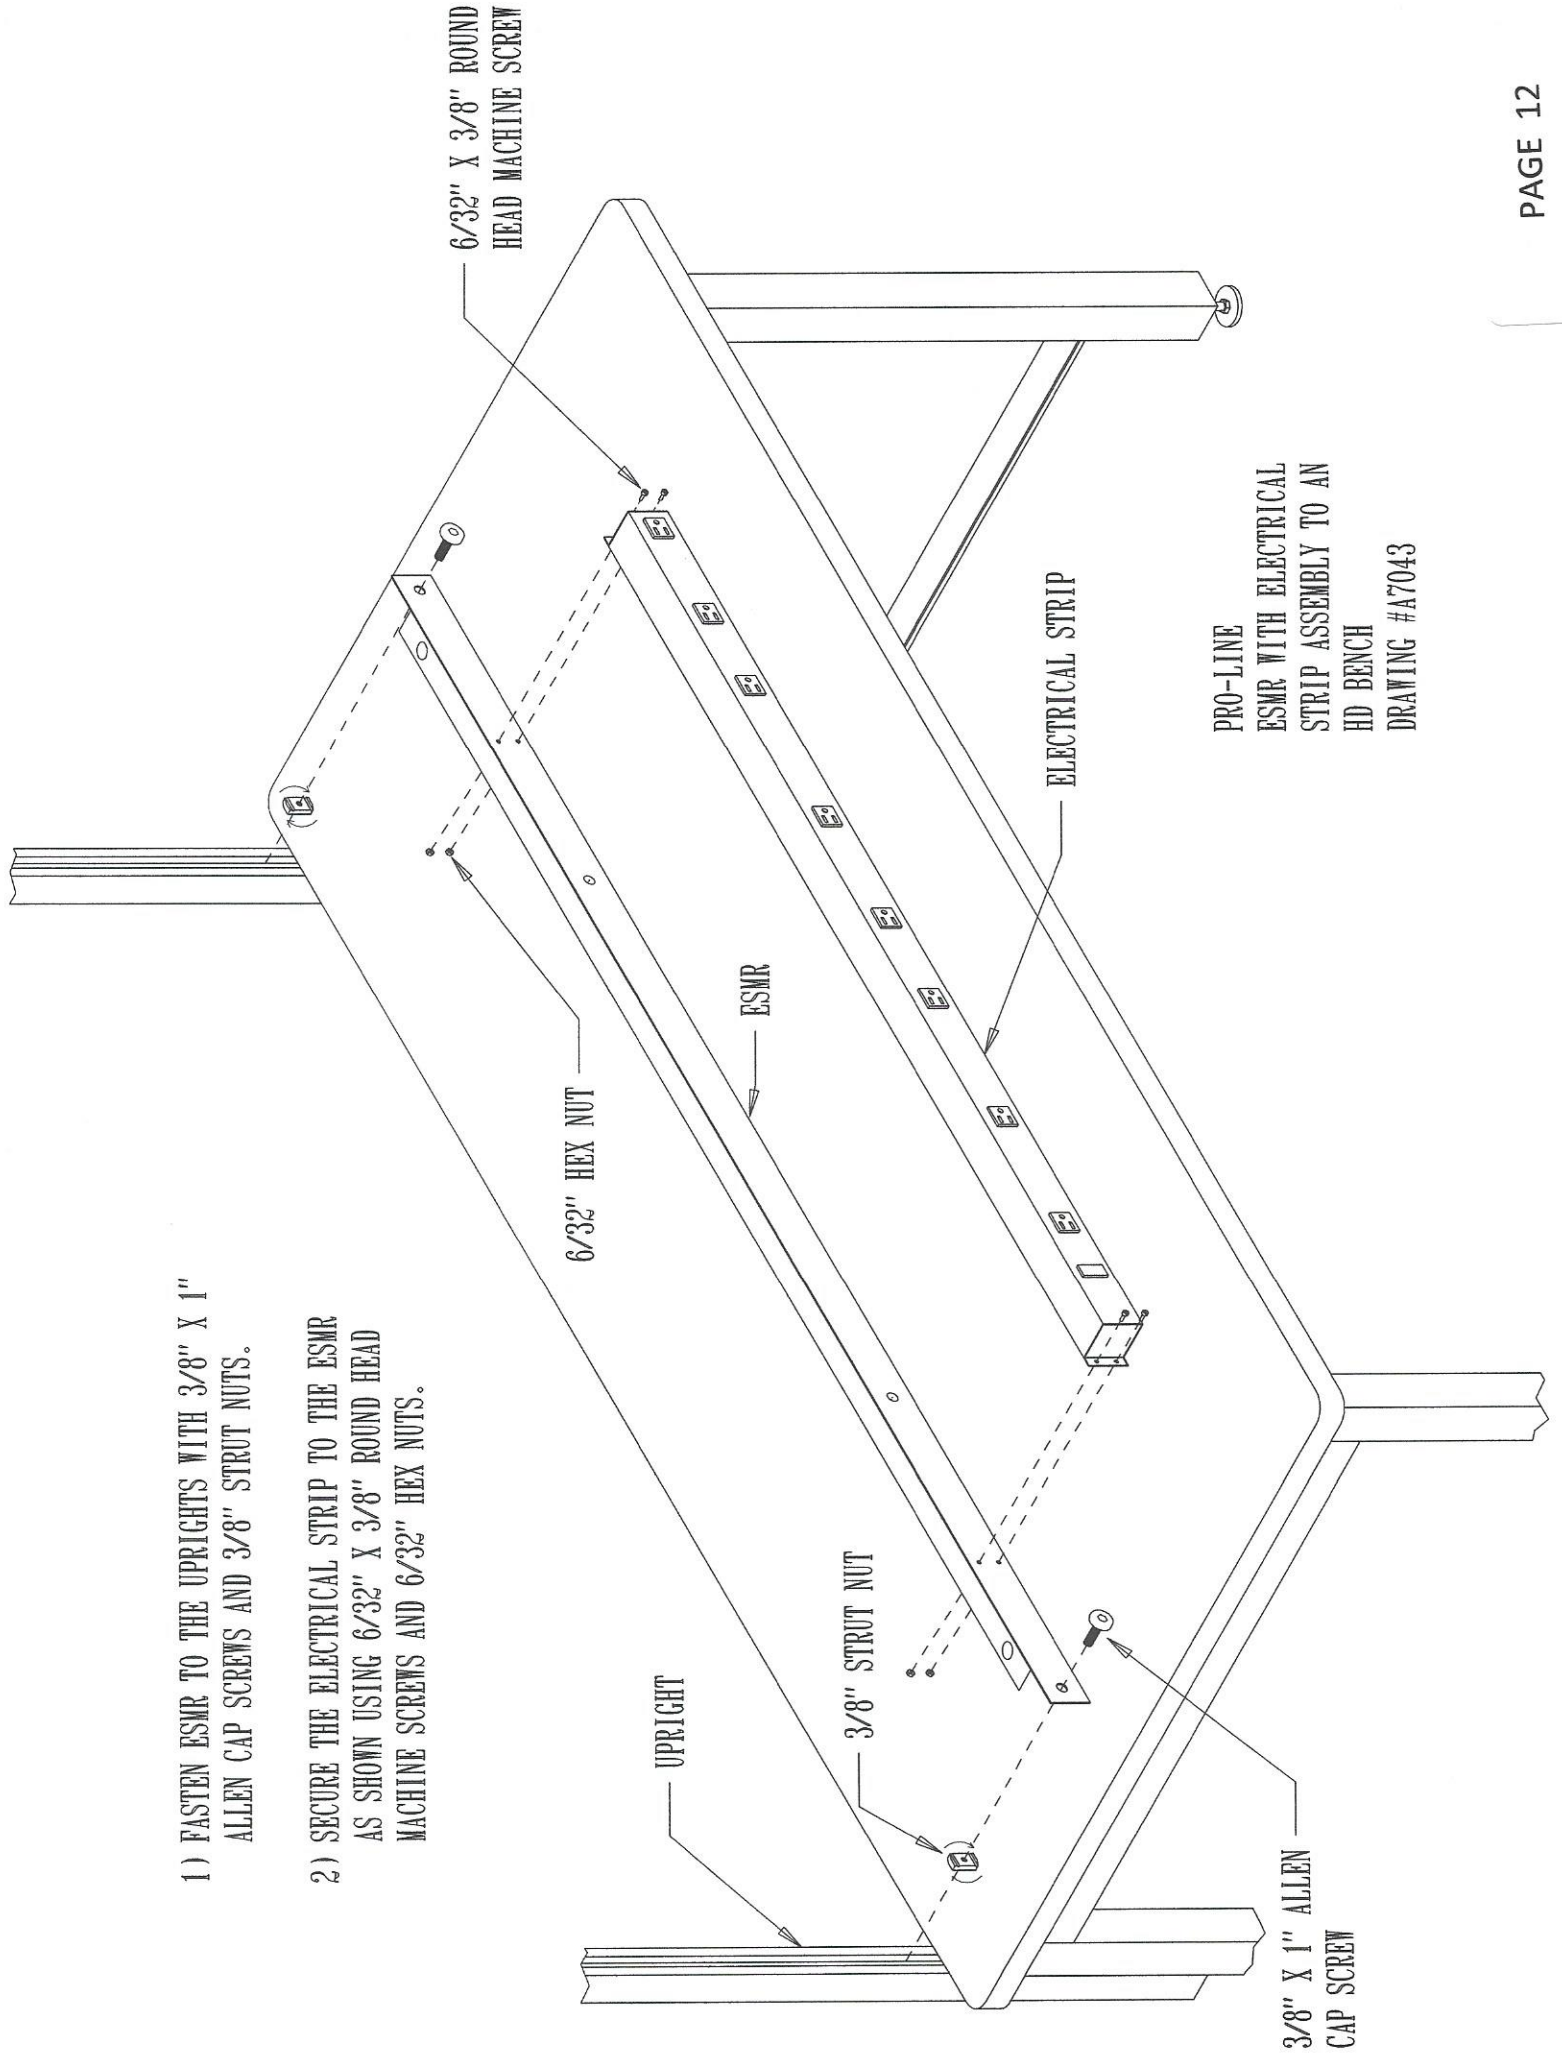 1) FASTEN ESMR TO THE UPRIGHTS WITH 3/8" X 1"
ALLEN CAP SCREWS AND 3/8" STRUT NUTS.
2) SECURE THE ELECTRICAL STRIP TO THE ESMR
AS SHOWN USING 6/32" X 3/8" ROUND HEAD
MACHINE SCREWS AND 6/32" HEX NUTS.
6/32" X 3/8" ROUND
HEAD MACHINE SCREW
6/32" HEX NUT
ESMR
UPRIGHT
3/8" STRUT NUT
ELECTRICAL STRIP
3/8" X 1" ALLEN
CAP SCREW
PRO-LINE
ESMR WITH ELECTRICAL
STRIP ASSEMBLY TO AN
HD BENCH
DRAWING #A7043
PAGE 12